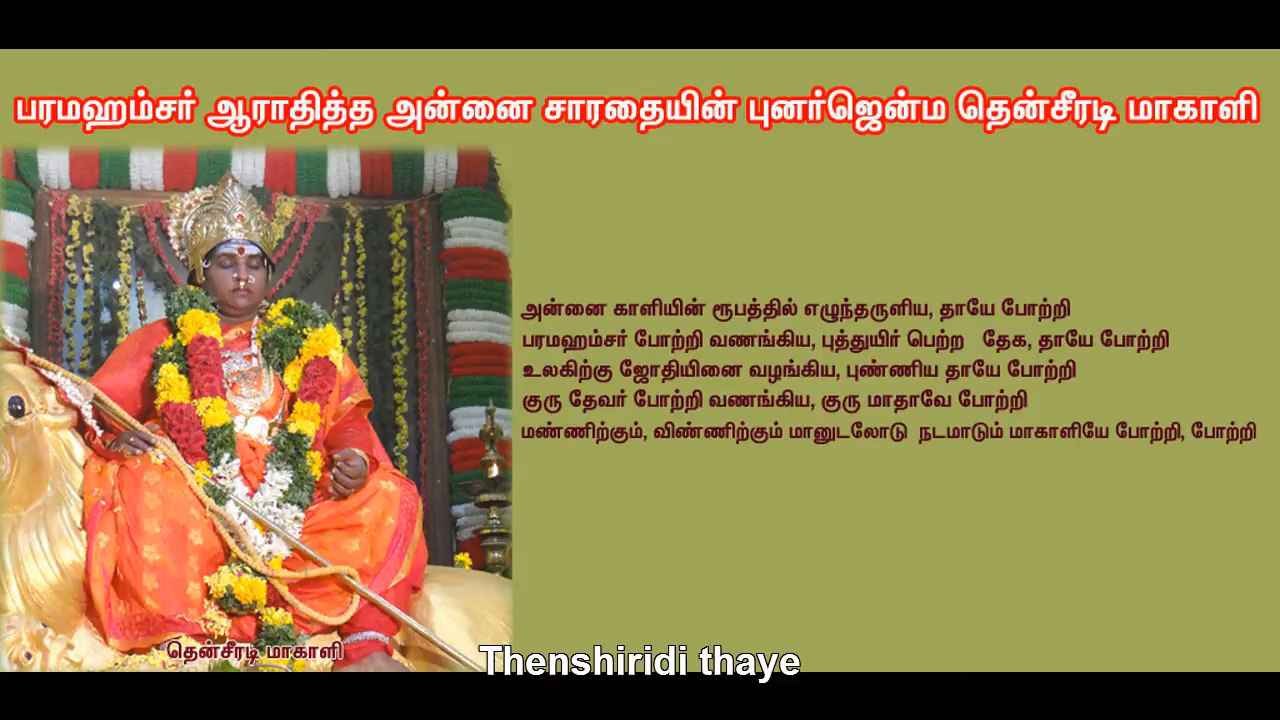 பரமஹம்சர் ஆராதித்த அன்னை சாரதையின் புனர்ஜென்ம தென்சீரடி மாகாளி
அன்னை காளியின் ரூபத்தில் எழுந்தருளிய, தாயே போற்றி
பரமஹம்சர் போற்றி வணங்கிய, புத்துயிர் பெற்ற தேக, தாயே போற்றி
உலகிற்கு ஜோதியினை வழங்கிய, புண்ணிய தாயே போற்றி
குரு தேவர் போற்றி வணங்கிய, குரு மாதாவே போற்றி
மண்ணிற்கும், விண்ணிற்கும் மானுடலோடு நடமாடும் மாகாளியே போற்றி, போற்றி
தென்சீரடி மாகாளி
Thenshiridi thaye